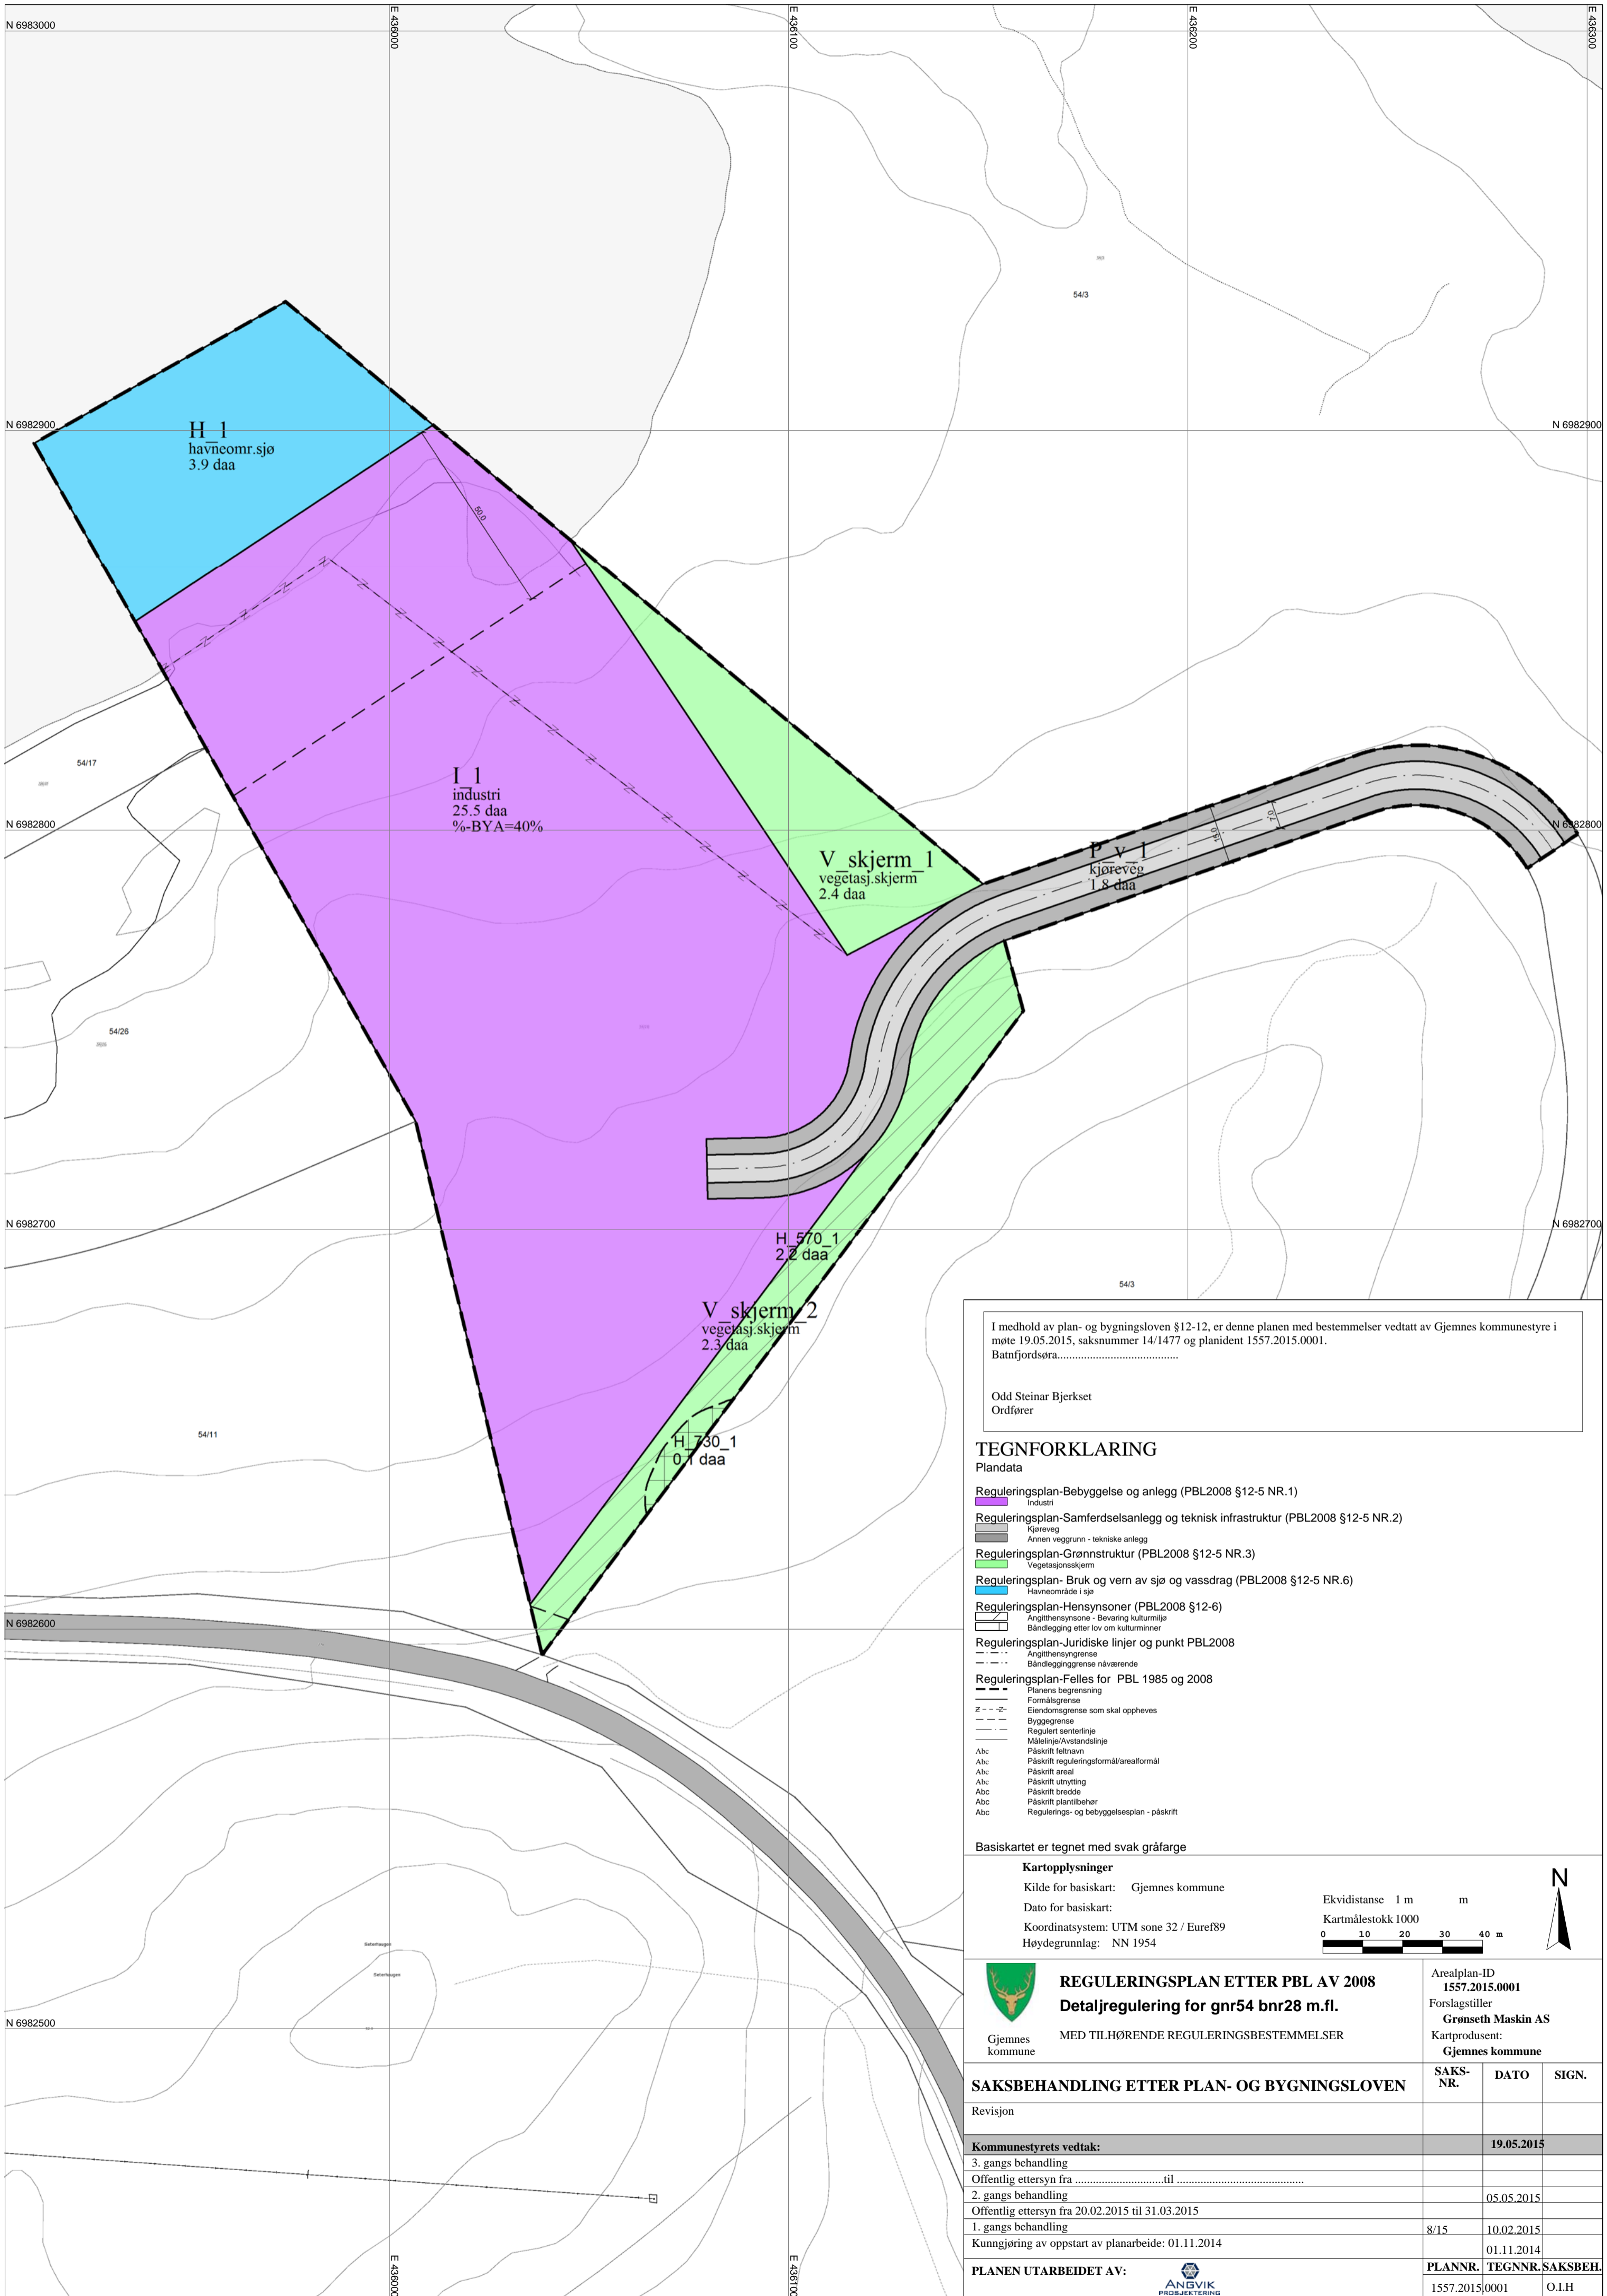 N 6983000
E 436000
E 436100
E 436200
E 436300
54/3
N 6982900
N 6982900
H_1
havneomr.sjø
3.9 daa
50.0
54/17
I_1
industri
25.5 daa
%-BYA=40%
N 6982800
N 6982800
V_skjerm_1
vegetasj.skjerm
2.4 daa
P_v_1
kjøreveg
1.8 daa
15.0
7.0
54/26
N 6982700
N 6982700
H_570_1
2.2 daa
54/3
V_skjerm_2
vegetasj.skjerm
2.3 daa
54/11
H_730_1
0.1 daa
N 6982600
Sæterhaugen
Sæterhaugen
N 6982500
E 436000
E 436100
I medhold av plan- og bygningsloven §12-12, er denne planen med bestemmelser vedtatt av Gjemnes kommunestyre i
møte 19.05.2015, saksnummer 14/1477 og planident 1557.2015.0001.
Batnfjordsøra.........................................
Odd Steinar Bjerkset
Ordfører
TEGNFORKLARING
Plandata
Reguleringsplan-Bebyggelse og anlegg (PBL2008 §12-5 NR.1)
Industri
Reguleringsplan-Samferdselsanlegg og teknisk infrastruktur (PBL2008 §12-5 NR.2)
Kjøreveg
Annen veggrunn - tekniske anlegg
Reguleringsplan-Grønnstruktur (PBL2008 §12-5 NR.3)
Vegetasjonsskjerm
Reguleringsplan- Bruk og vern av sjø og vassdrag (PBL2008 §12-5 NR.6)
Havneområde i sjø
Reguleringsplan-Hensynsoner (PBL2008 §12-6)
Angitthensynsone - Bevaring kulturmiljø
Båndlegging etter lov om kulturminner
Reguleringsplan-Juridiske linjer og punkt PBL2008
Angitthensyngrense
Båndlegginggrense nåværende
Reguleringsplan-Felles for PBL 1985 og 2008
Planens begrensning
Formålsgrense
Eiendomsgrense som skal oppheves
Byggegrense
Regulert senterlinje
Målelinje/Avstandslinje
Abc Påskrift feltnavn
Abc Påskrift reguleringsformål/arealformål
Abc Påskrift areal
Abc Påskrift utnytting
Abc Påskrift bredde
Abc Påskrift plantilbehør
Abc Regulerings- og bebyggelsesplan - påskrift
Basiskartet er tegnet med svak gråfarge
Kartopplysninger
Kilde for basiskart: Gjemnes kommune
Dato for basiskart:
Koordinatsystem: UTM sone 32 / Euref89
Høydegrunnlag: NN 1954
Ekvidistanse 1 m m
Kartmålestokk 1000
0 10 20 30 40 m
N
Gjemnes
kommune
REGULERINGSPLAN ETTER PBL AV 2008
Detaljregulering for gnr54 bnr28 m.fl.
MED TILHØRENDE REGULERINGSBESTEMMELSER
Arealplan-ID
1557.2015.0001
Forslagstiller
Grønseth Maskin AS
Kartprodusent:
Gjemnes kommune
SAKSBEHANDLING ETTER PLAN- OG BYGNINGSLOVEN
SAKS-
NR.
DATO
SIGN.
Revisjon
Kommunestyrets vedtak: 19.05.2015
3. gangs behandling
Offentlig ettersyn fra ..............................til ...........................................
2. gangs behandling 05.05.2015
Offentlig ettersyn fra 20.02.2015 til 31.03.2015
1. gangs behandling 8/15 10.02.2015
Kunngjøring av oppstart av planarbeide: 01.11.2014 01.11.2014
PLANEN UTARBEIDET AV:
ANGVIK
PROSJEKTERING
PLANNR. TEGNNR. SAKSBEH.
1557.2015.0001 O.I.H